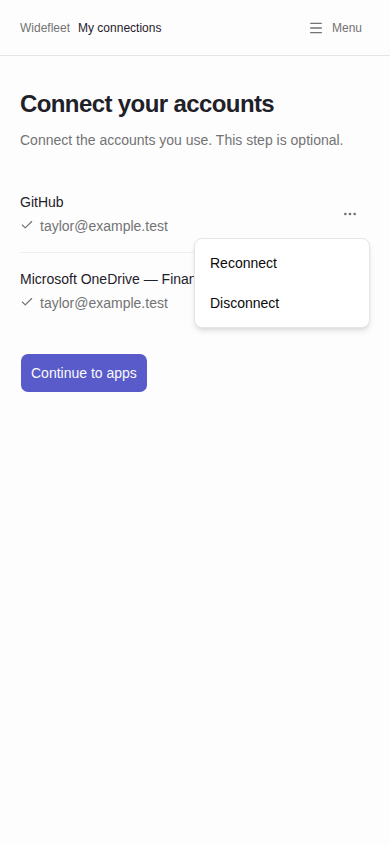 Widefleet My connections
Menu
Connect your accounts
Connect the accounts you use. This step is optional.
GitHub
taylor@example.test
Reconnect
Disconnect
Microsoft OneDrive —
taylor@example.test
Continue to apps